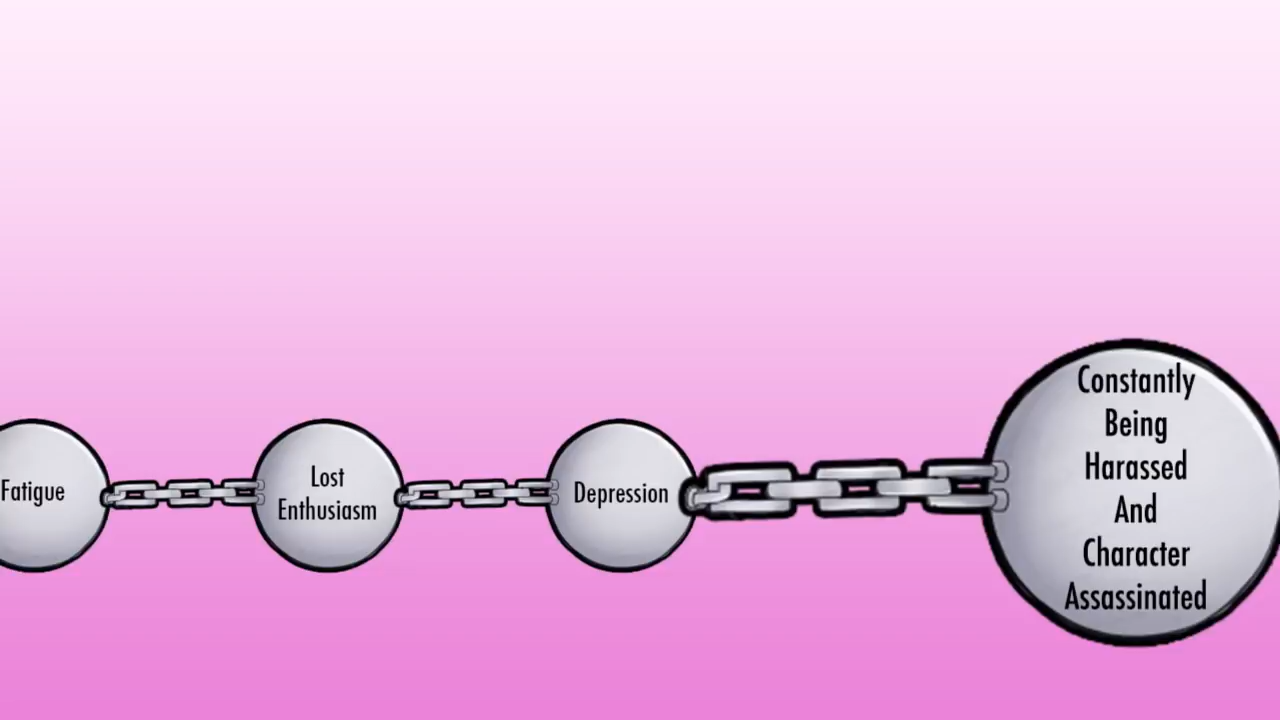 Fatigue
Lost
Enthusiasm
Depression
Constantly
Being
Harassed
And
Character
Assassinated